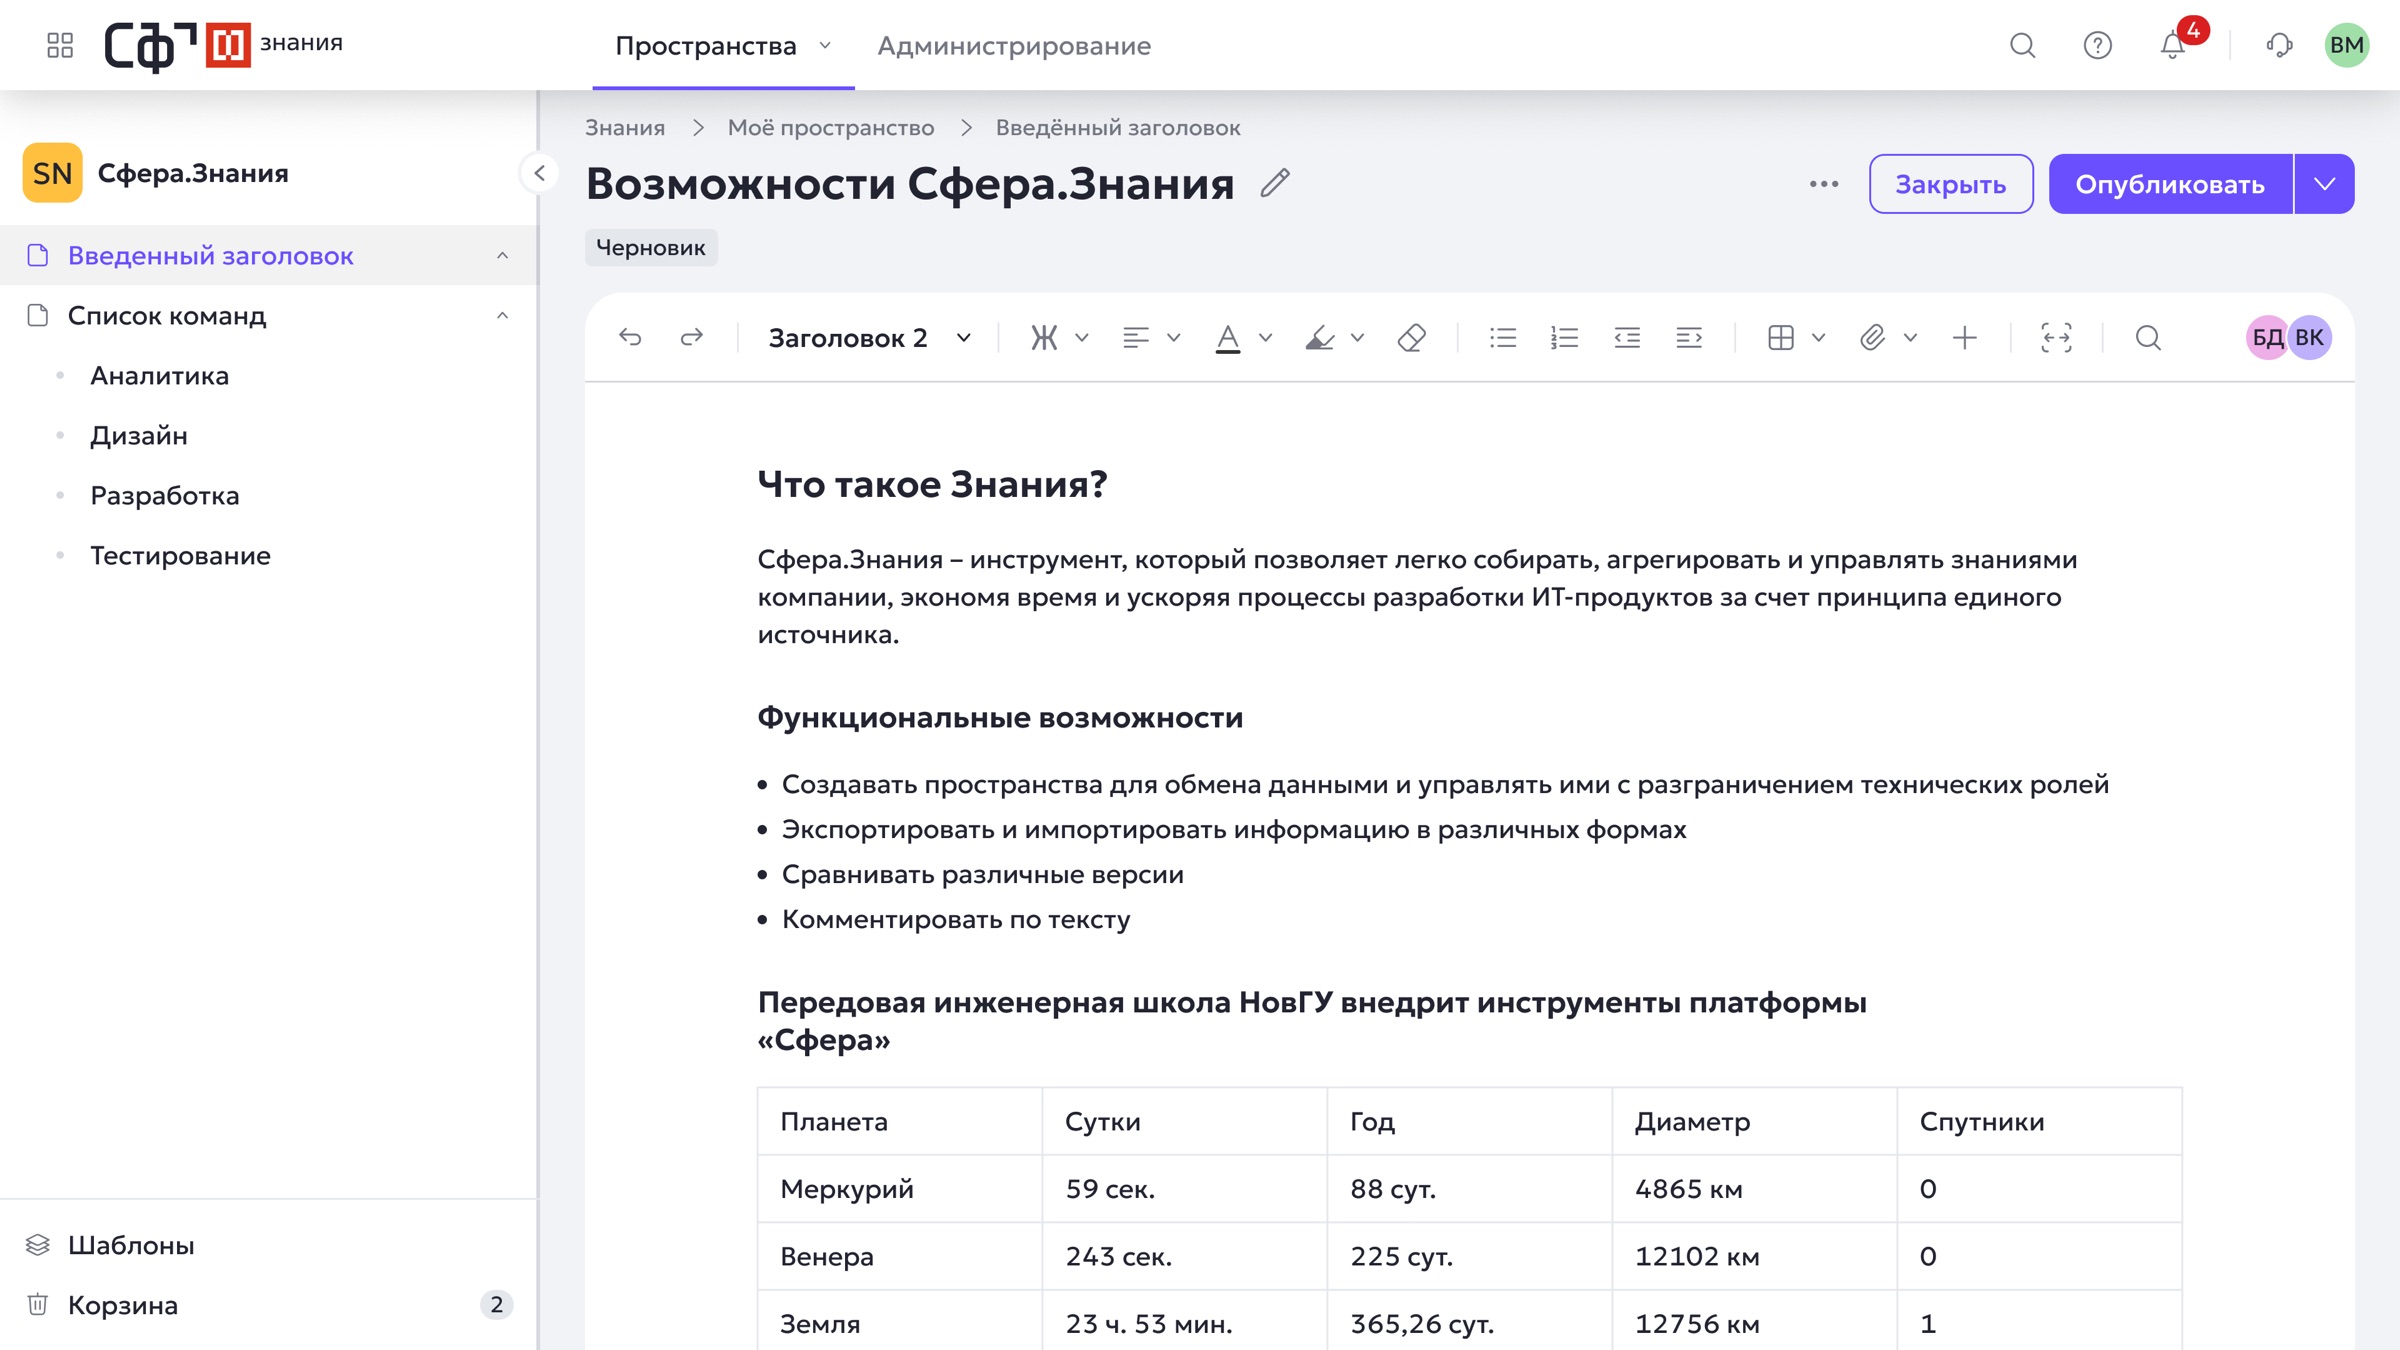 Сф знания
Пространства
Администрирование
4
ВМ
SN
Сфера.Знания
Введенный заголовок
Список команд
Аналитика
Дизайн
Разработка
Тестирование
Шаблоны
Корзина
2
Знания
Моё пространство
Введённый заголовок
Возможности Сфера.Знания
Закрыть
Опубликовать
Черновик
Заголовок 2
Ж
А
БД
ВК
Что такое Знания?
Сфера.Знания – инструмент, который позволяет легко собирать, агрегировать и управлять знаниями
компании, экономя время и ускоряя процессы разработки ИТ-продуктов за счет принципа единого
источника.
Функциональные возможности
• Создавать пространства для обмена данными и управлять ими с разграничением технических ролей
• Экспортировать и импортировать информацию в различных формах
• Сравнивать различные версии
• Комментировать по тексту
Передовая инженерная школа НовГУ внедрит инструменты платформы
«Сфера»
Планета Сутки Год Диаметр Спутники
Меркурий 59 сек. 88 сут. 4865 км 0
Венера 243 сек. 225 сут. 12102 км 0
Земля 23 ч. 53 мин. 365,26 сут. 12756 км 1